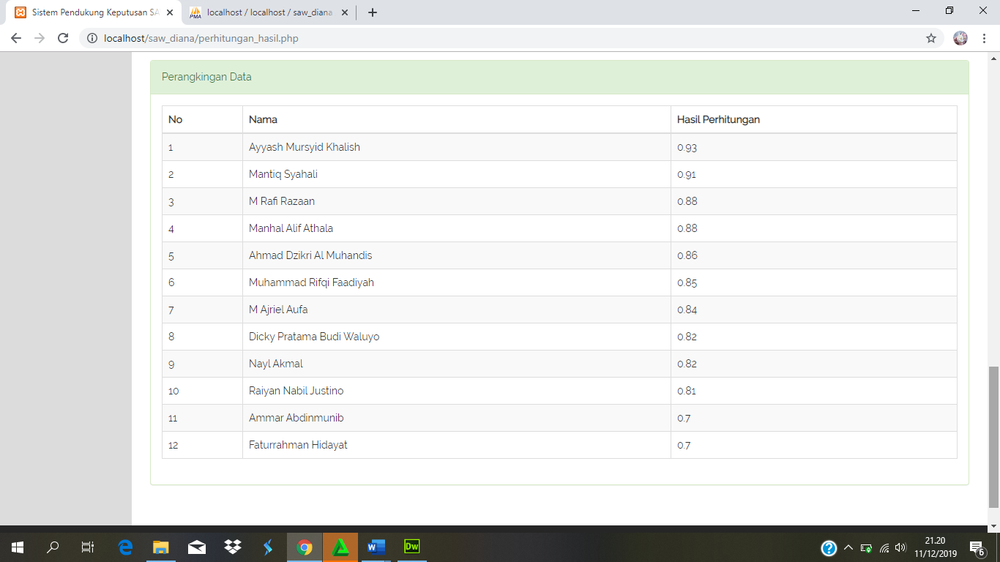 Sistem Pendukung Keputusan SA
localhost / localhost / saw_diana
localhost/saw_diana/perhitungan_hasil.php
Perangkingan Data
No Nama Hasil Perhitungan
1 Ayyash Mursyid Khalish 0.93
2 Mantiq Syahali 0.91
3 M Rafi Razaan 0.88
4 Manhal Alif Athala 0.88
5 Ahmad Dzikri Al Muhandis 0.86
6 Muhammad Rifqi Faadiyah 0.85
7 M Ajriel Aufa 0.84
8 Dicky Pratama Budi Waluyo 0.82
9 Nayl Akmal 0.82
10 Raiyan Nabil Justino 0.81
11 Ammar Abdinmunib 0.7
12 Faturrahman Hidayat 0.7
21.20
11/12/2019
6
PMA
W
Dw